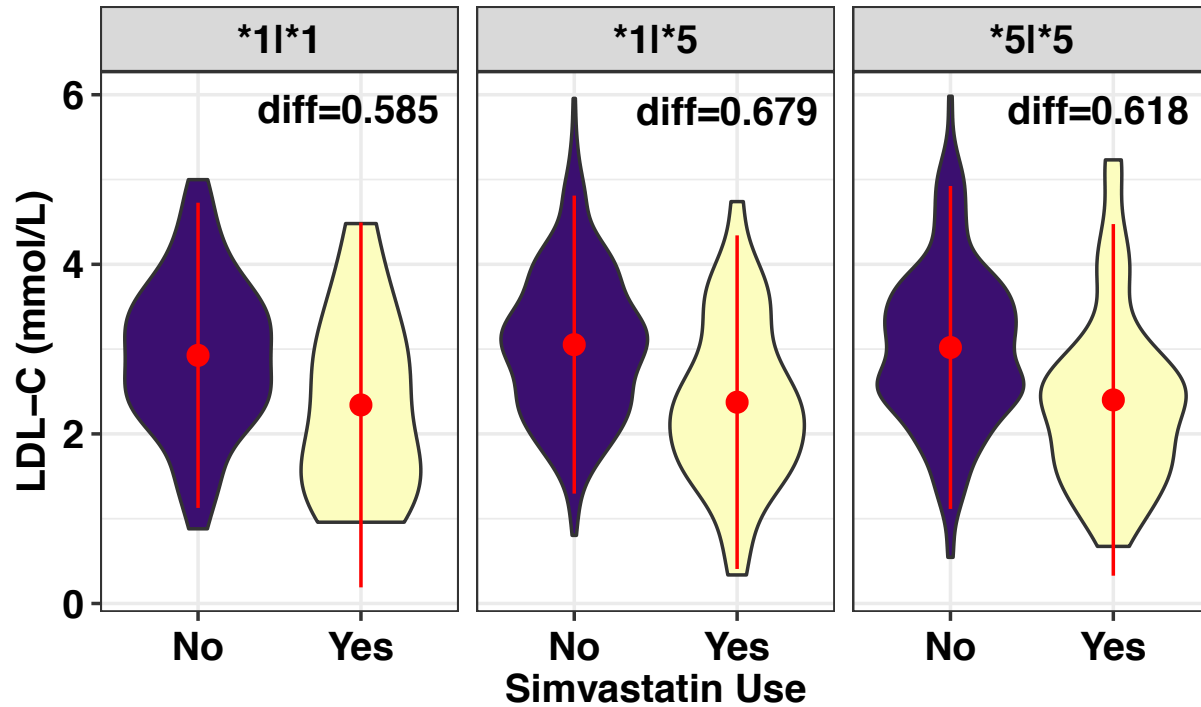 *1|*1
*1|*5
*5|*5
diff=0.585
diff=0.679
diff=0.618
LDL−C (mmol/L)
6
4
2
0
No
Yes
No
Yes
No
Yes
Simvastatin Use